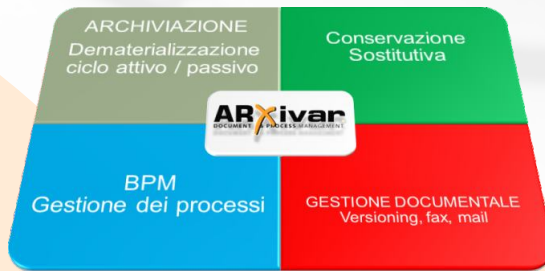 ARCHIVIAZIONE
Dematerializzazione
ciclo attivo / passivo
Conservazione
Sostitutiva
ARXivar
DOCUMENT & PROCESS MANAGEMENT
BPM
Gestione dei processi
GESTIONE DOCUMENTALE
Versioning, fax, mail